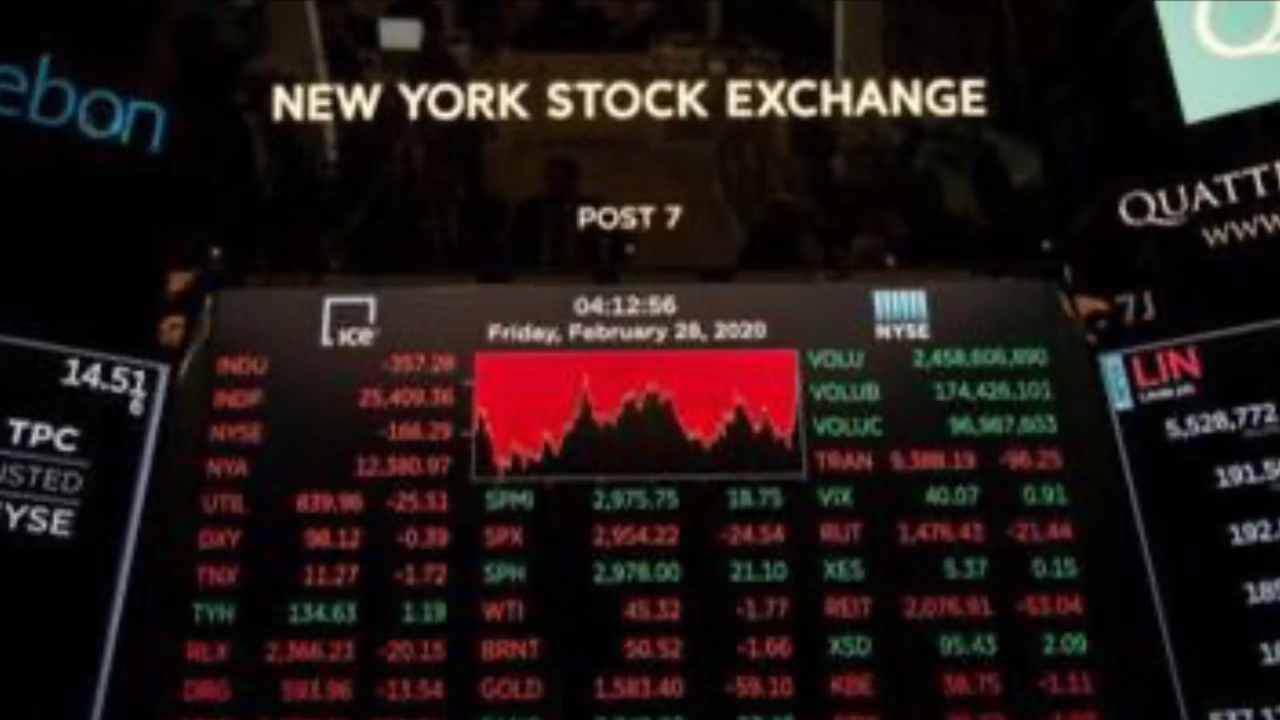 ebon
NEW YORK STOCK EXCHANGE
POST 7
QUATT
WWW
ice
04:12:56
Friday, February 28, 2020
NYSE
14.51
6
TPC
YSE
LIN
5,528,772
INDU -357.28 VOLU 2,458,606,890
INDP 25,409.36 VOLUB 174,426,101
NYSE -166.29 VOLUC
NYA 12,380.97 TRAN
UTIL 839.96 -25.51 SPMI 2,975.75 18.75 VIX 40.07 0.91
DXY 98.12 -0.39 SPX 2,954.22 -24.54 RUT 1,476.43 -21.44
TNX 11.27 -1.72 SPH 2,978.00 21.10 XES 5.37 0.15
TYH 134.63 1.19 WTI 45.32 -1.77 REIT 2,076.91 -53.04
RLX 2,366.23 -20.15 BRNT 50.52 -1.66 XSD 95.43 2.09
DRG 593.96 -13.54 GOLD 1,583.40 -59.10 KBE 38.75 -1.11